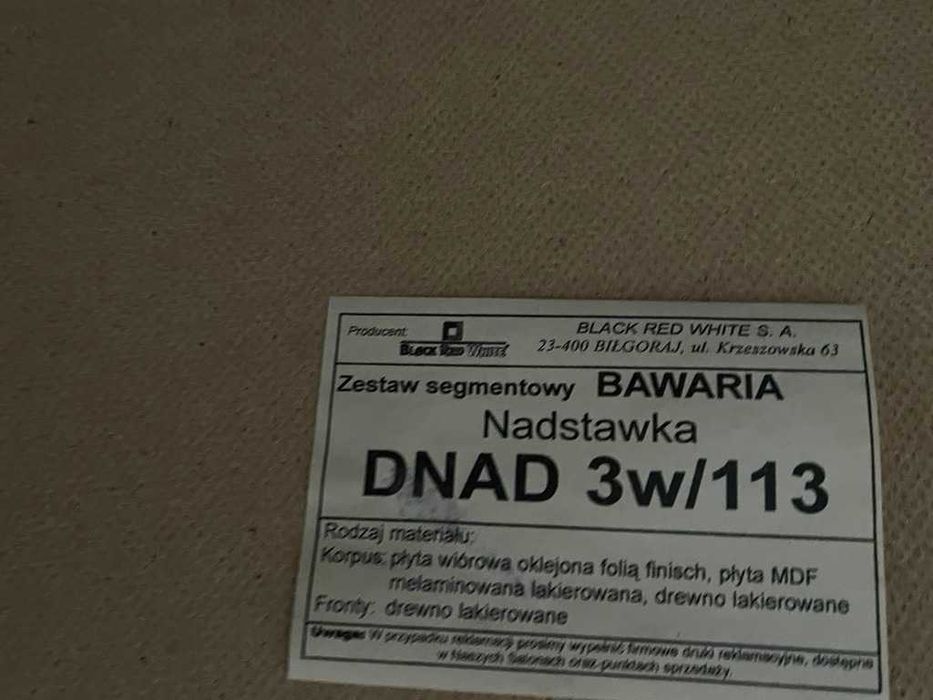 Producent:
BLACK RED WHITE
BLACK RED WHITE S. A.
23-400 BIŁGORAJ, ul. Krzeszowska 63
Zestaw segmentowy BAWARIA
Nadstawka
DNAD 3w/113
Rodzaj materiału:
Korpus: płyta wiórowa oklejona folią finisch, płyta MDF
melaminowana lakierowana, drewno lakierowane
Fronty: drewno lakierowane
Uwaga: W przypadku reklamacji prosimy wypełnić firmowe druki reklamacyjne, dostępne
w Naszych Salonach oraz punktach sprzedaży.